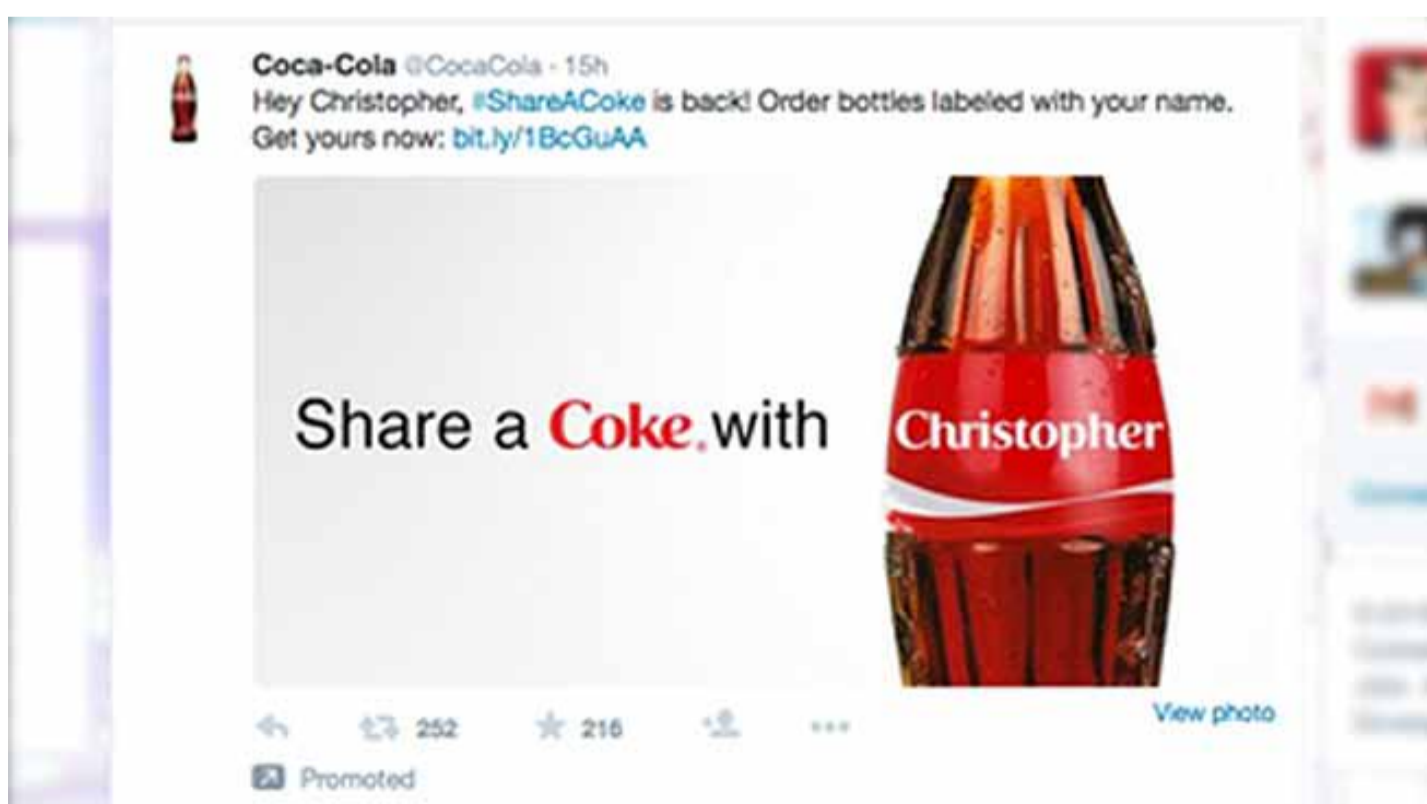 Coca-Cola @CocaCola · 15h
Hey Christopher, #ShareACoke is back! Order bottles labeled with your name.
Get yours now: bit.ly/1BcGuAA
Share a Coke. with
Christopher
252 216
View photo
Promoted